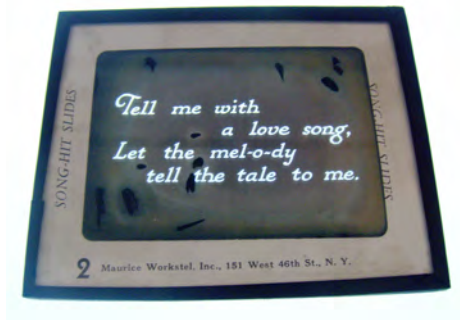 Tell me with
a love song,
Let the mel-o-dy
tell the tale to me.
SONG-HIT SLIDES
SONG-HIT SLIDES
2 Maurice Workstel, Inc., 151 West 46th St., N. Y.